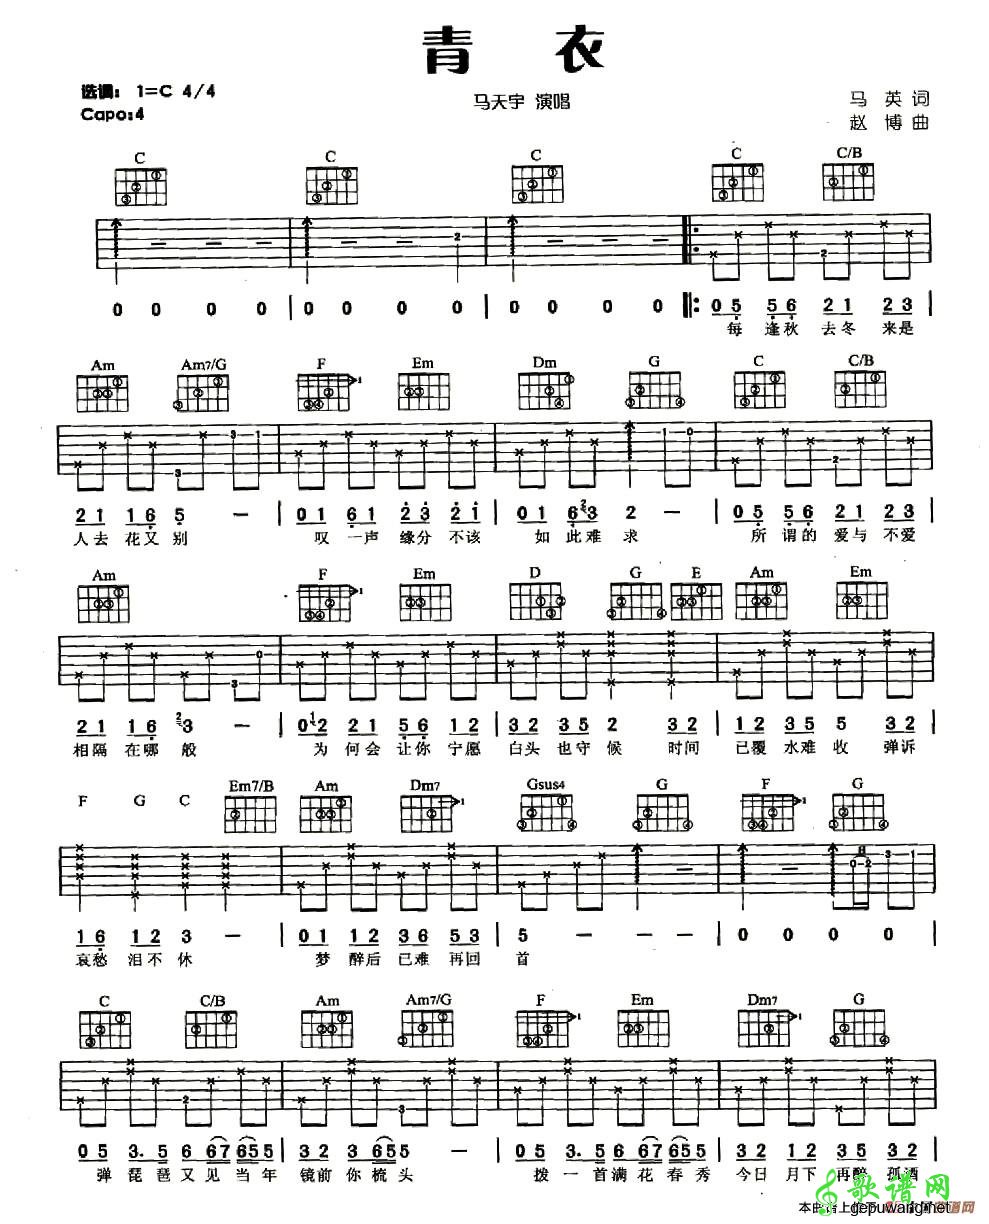 青 衣
选调: 1=C 4/4
Capo:4
马天宇 演唱
马 英 词
赵 博 曲
C C C C C/B
0 0 0 0 | 0 0 0 0 | 0 0 0 0 |: 05 56 21 23 |
每 逢秋 去冬 来是
Am Am7/G F Em Dm G C C/B
21 16 5 - | 01 61 23 21 | 01 63 2 - | 05 56 21 23 |
人去 花又 别 叹 一声 缘分 不该 如 此难 求 所 谓的 爱与 不爱
Am F Em D G E Am Em
21 16 3 - | 02 21 56 12 | 32 35 2 32 | 12 35 5 32 |
相隔 在哪 般 为 何会 让你 宁愿 白头 也守 候 时间 已覆 水难 收 弹诉
F G C Em7/B Am Dm7 Gsus4 G F G
16 12 3 - | 01 12 36 53 | 5 - - - | 0 0 0 0 |
哀愁 泪不 休 梦 醉后 已难 再回 首
C C/B Am Am7/G F Em Dm7 G
05 3.5 6 67655 | 32 35 655 - | 05 3.5 6 67655 | 32 12 3 5 32
弹 琵琶 又见 当年 镜前 你梳 头 拨 一首 满花 春秀 今日 月下 再醉 孤酒
歌谱网
gepuwang.net